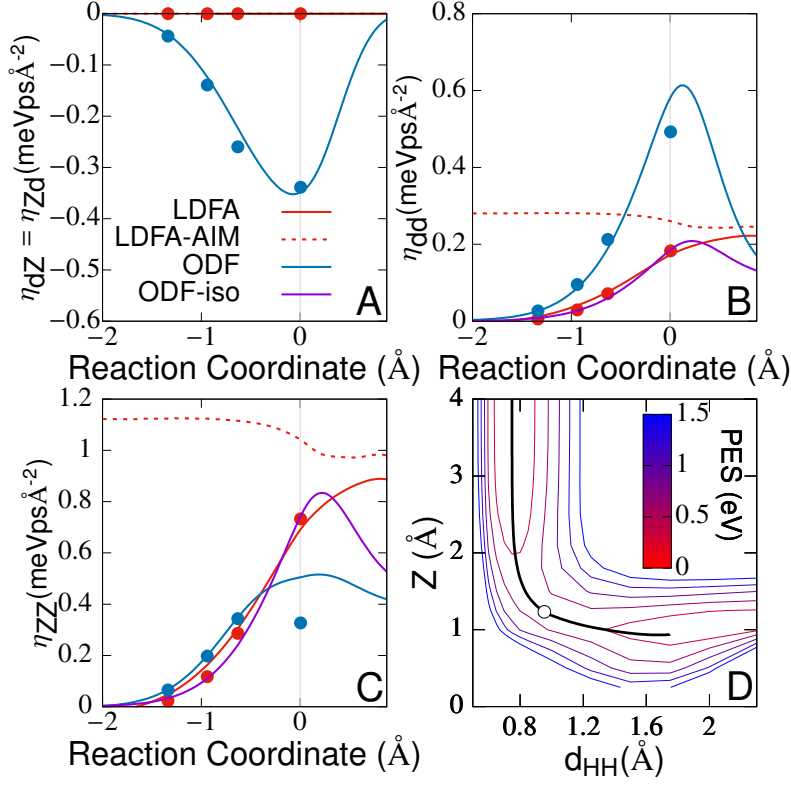 0
-0.1
-0.2
-0.3
-0.4
-0.5
-0.6
-2 -1 0
η_dZ = η_Zd(meVpsÅ⁻²)
LDFA
LDFA-AIM
ODF
ODF-iso
A
Reaction Coordinate (Å)
0.8
0.6
0.4
0.2
0
-2 -1 0
η_dd(meVpsÅ⁻²)
B
Reaction Coordinate (Å)
1.2
1
0.8
0.6
0.4
0.2
0
-2 -1 0
η_ZZ(meVpsÅ⁻²)
C
Reaction Coordinate (Å)
4
3
2
1
0
0.8 1.2 1.6 2
Z (Å)
1.5
1
0.5
0
PES (eV)
D
d_HH(Å)